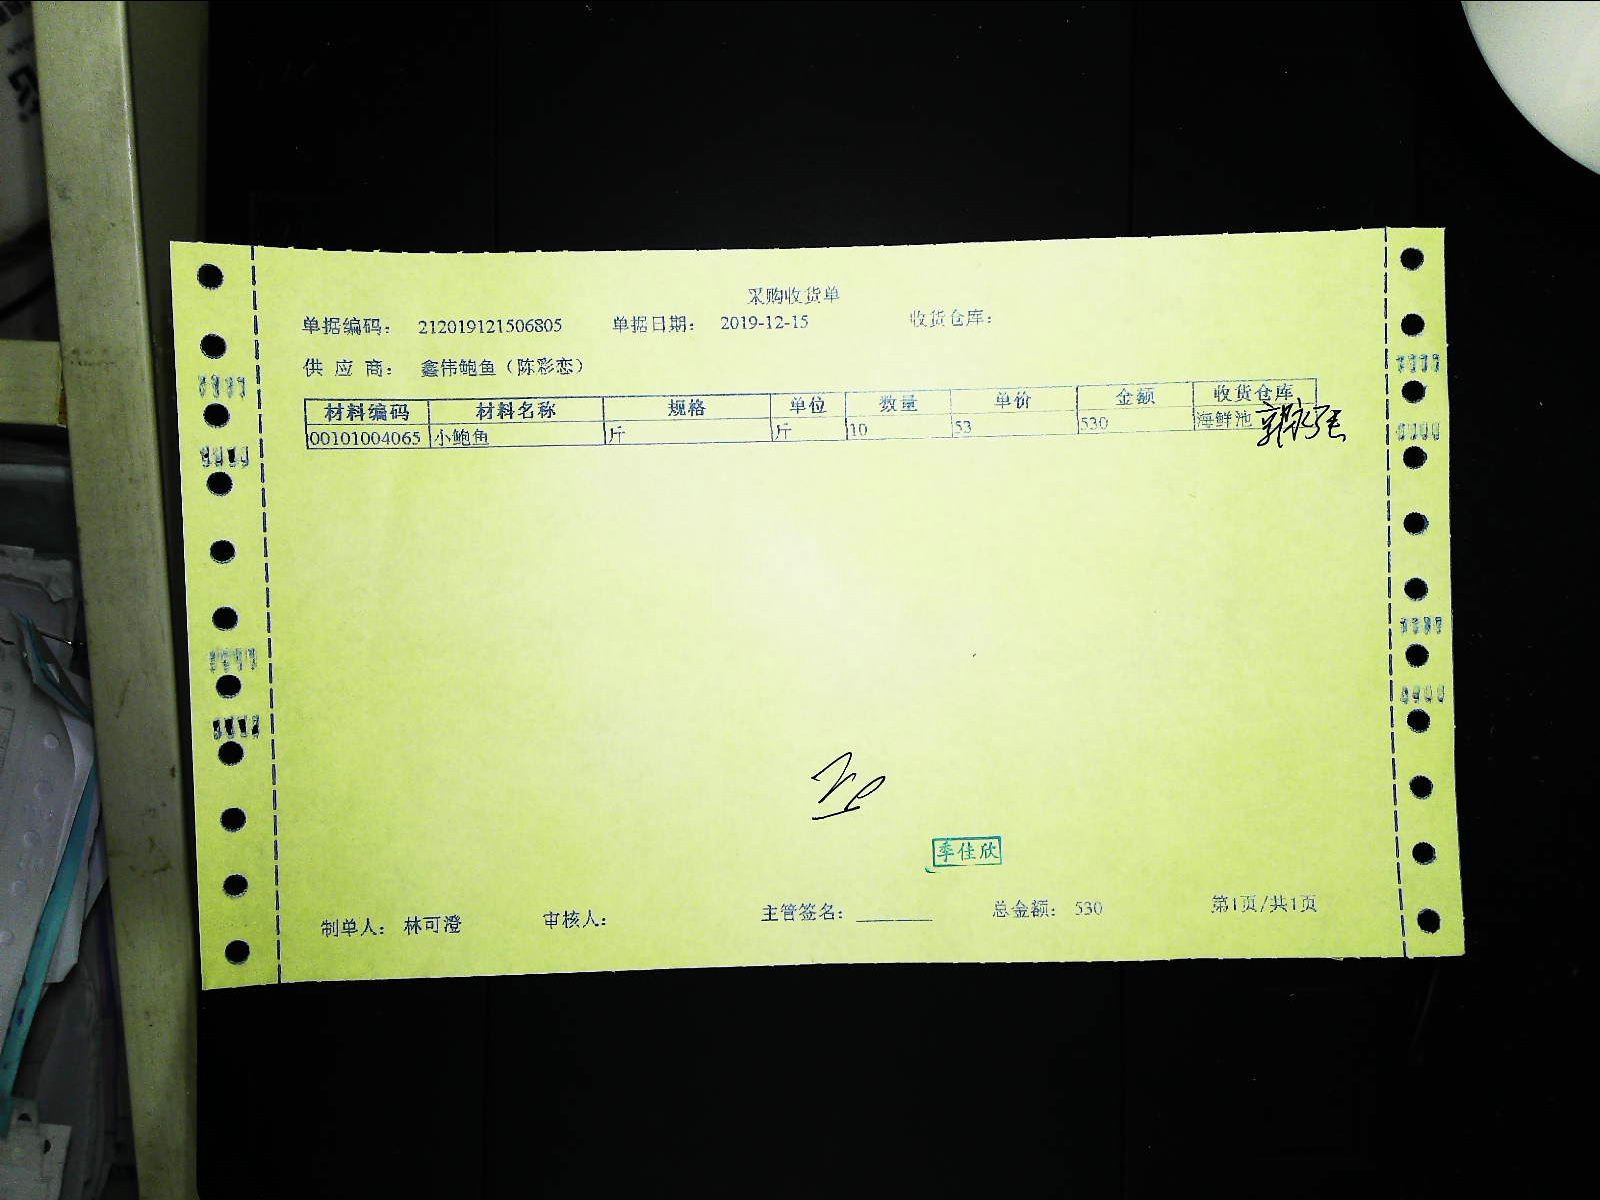 采购收货单
单据编码： 212019121506805 单据日期： 2019-12-15 收货仓库：
供应商： 鑫伟鲍鱼（陈彩恋）
材料编码 材料名称 规格 单位 数量 单价 金额 收货仓库
00101004065 小鲍鱼 斤 斤 10 53 530 海鲜池
季佳欣
制单人： 林可澄 审核人： 主管签名： 总金额： 530 第1页/共1页